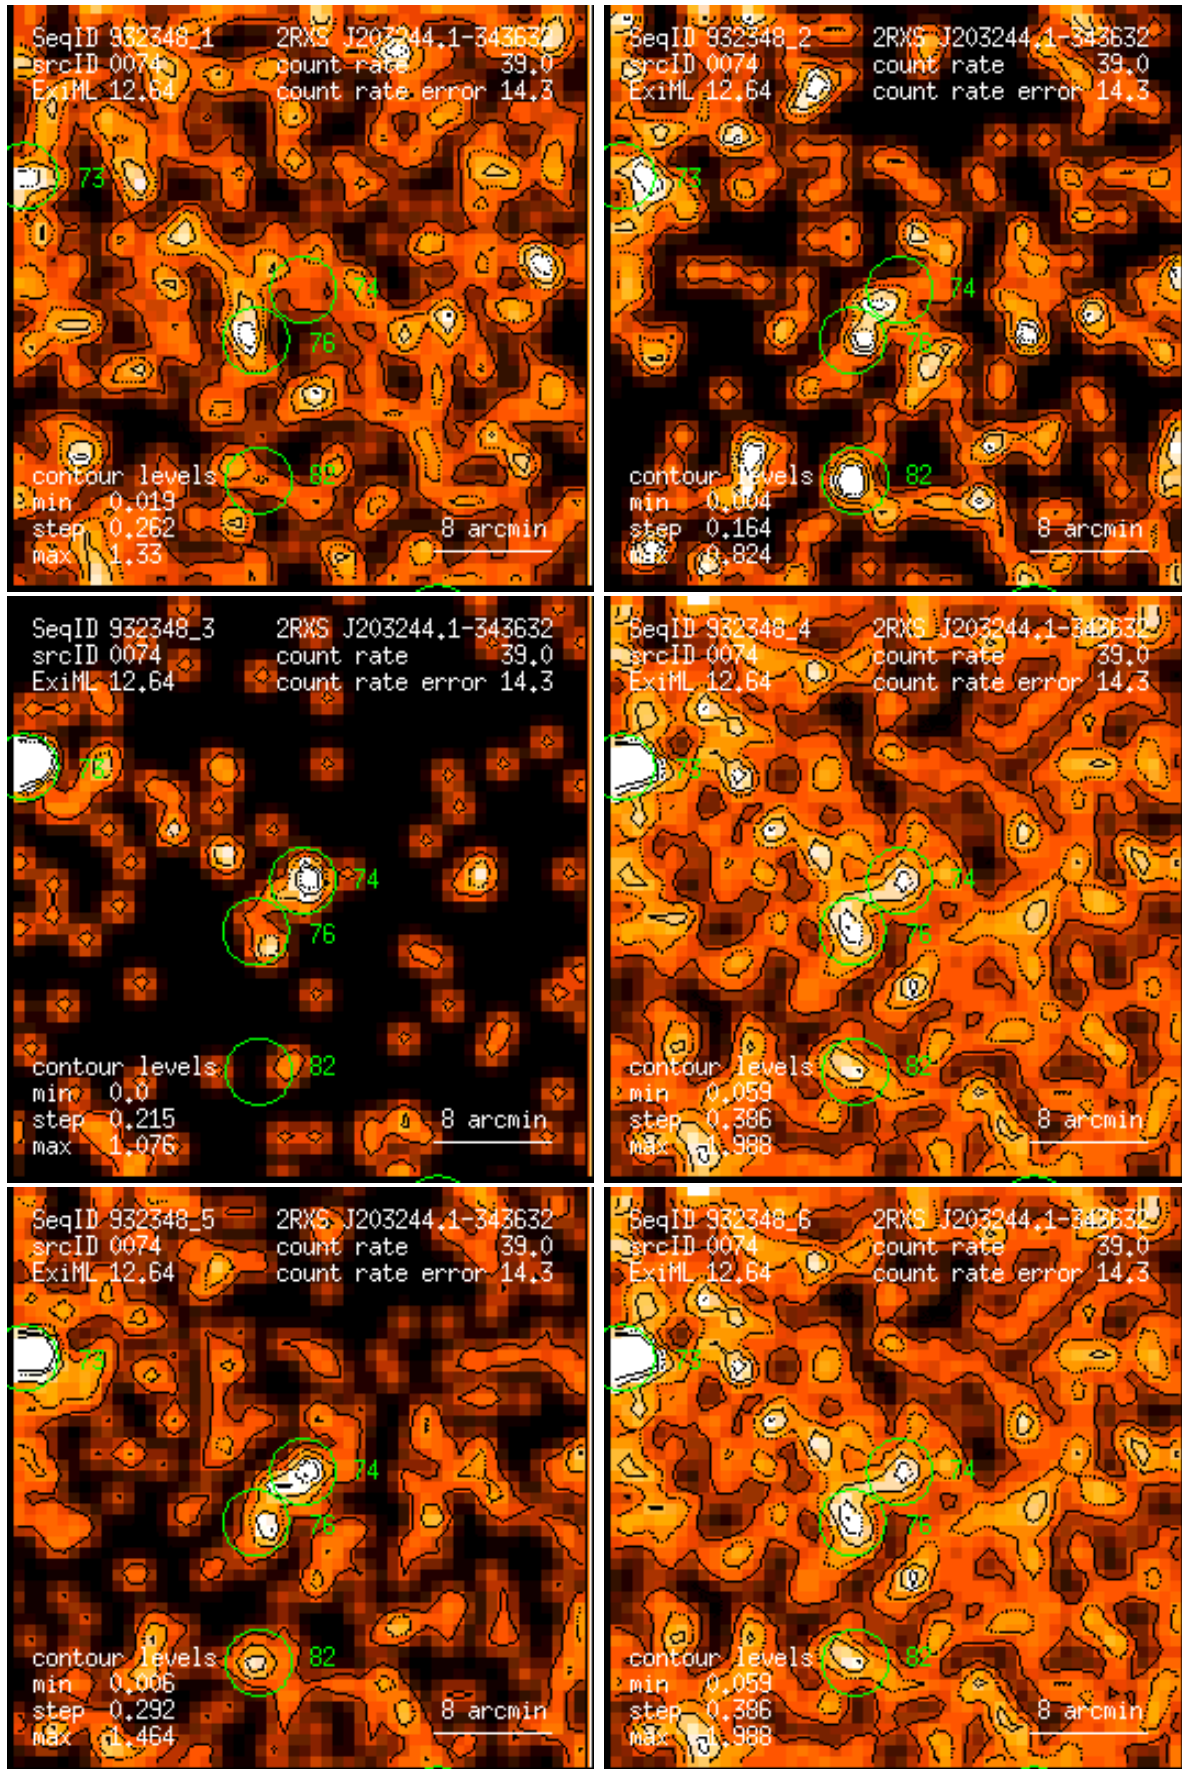 SeqID 932348_1 2RXS J203244.1-343632
srcID 0074 count rate 39.0
ExiML 12.64 count rate error 14.3
73
74
76
82
contour levels
min 0.019
step 0.262
max 1.33
8 arcmin
SeqID 932348_2 2RXS J203244.1-343632
srcID 0074 count rate 39.0
ExiML 12.64 count rate error 14.3
73
74
76
82
contour levels
min 0.004
step 0.164
max 0.824
8 arcmin
SeqID 932348_3 2RXS J203244.1-343632
srcID 0074 count rate 39.0
ExiML 12.64 count rate error 14.3
73
74
76
82
contour levels
min 0.0
step 0.215
max 1.076
8 arcmin
SeqID 932348_4 2RXS J203244.1-343632
srcID 0074 count rate 39.0
ExiML 12.64 count rate error 14.3
73
74
76
82
contour levels
min 0.059
step 0.386
max 1.988
8 arcmin
SeqID 932348_5 2RXS J203244.1-343632
srcID 0074 count rate 39.0
ExiML 12.64 count rate error 14.3
73
74
76
82
contour levels
min 0.006
step 0.292
max 1.464
8 arcmin
SeqID 932348_6 2RXS J203244.1-343632
srcID 0074 count rate 39.0
ExiML 12.64 count rate error 14.3
73
74
76
82
contour levels
min 0.059
step 0.386
max 1.988
8 arcmin